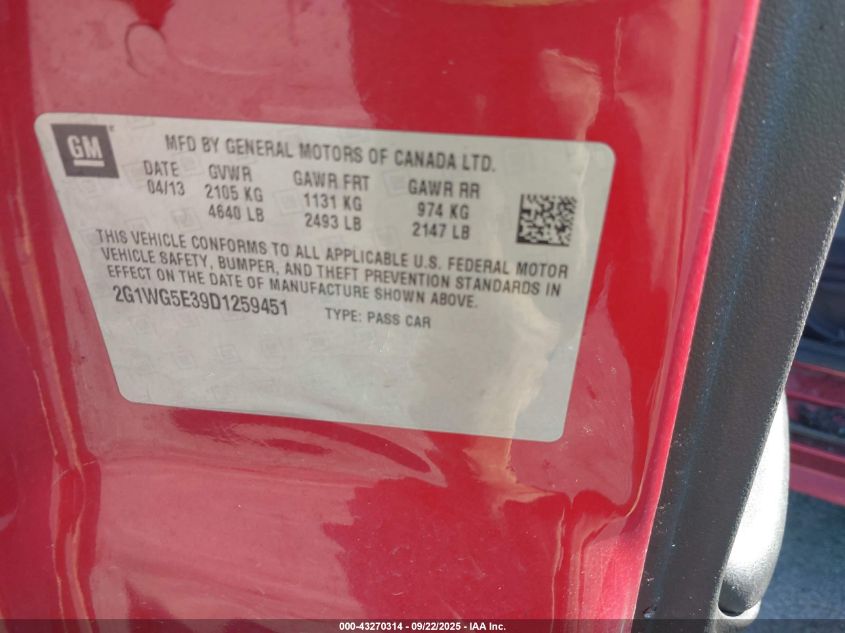 GM
MFD BY GENERAL MOTORS OF CANADA LTD.
DATE GVWR GAWR FRT GAWR RR
04/13 2105 KG 1131 KG 974 KG
4640 LB 2493 LB 2147 LB
THIS VEHICLE CONFORMS TO ALL APPLICABLE U.S. FEDERAL MOTOR
VEHICLE SAFETY, BUMPER, AND THEFT PREVENTION STANDARDS IN
EFFECT ON THE DATE OF MANUFACTURE SHOWN ABOVE.
2G1WG5E39D1259451 TYPE: PASS CAR
000-43270314 - 09/22/2025 - IAA Inc.